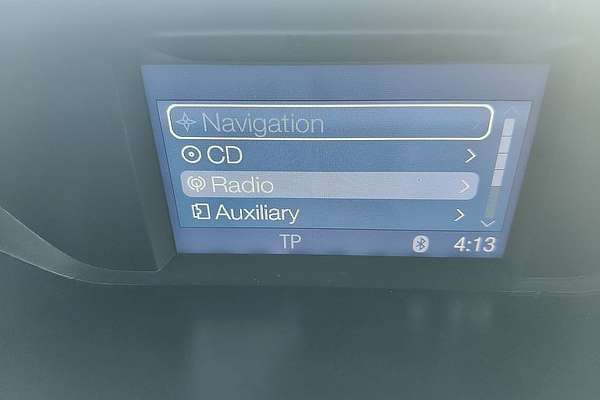 Navigation
CD
Radio
Auxiliary
TP 4:13